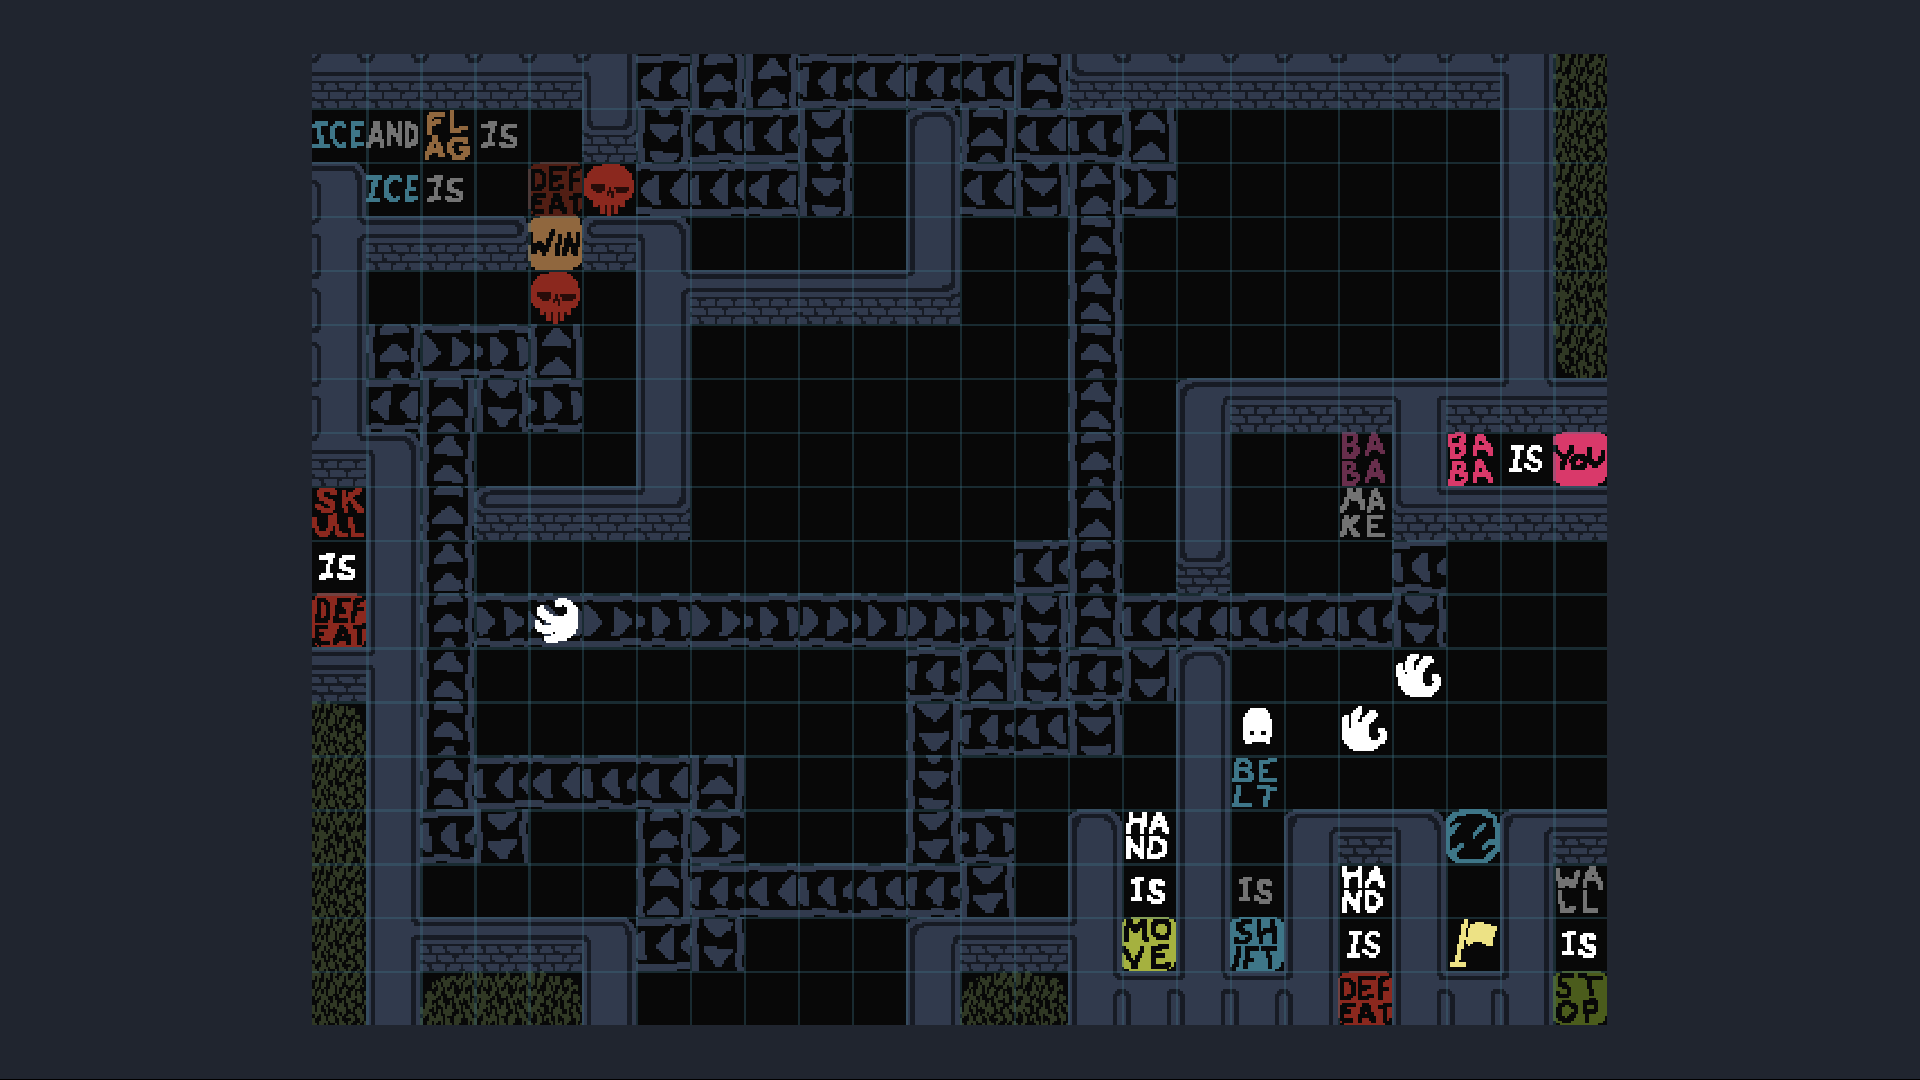 ICE AND FLAG IS
ICE IS DEFEAT
WIN
BABA BABA IS YOU
SKULL MAKE
IS
DEFEAT
BELT
HAND
IS IS HAND WALL
MOVE SHIFT IS IS
DEFEAT STOP